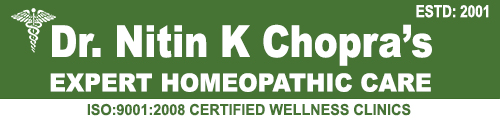 ESTD: 2001
Dr. Nitin K Chopra's
EXPERT HOMEOPATHIC CARE
ISO:9001:2008 CERTIFIED WELLNESS CLINICS